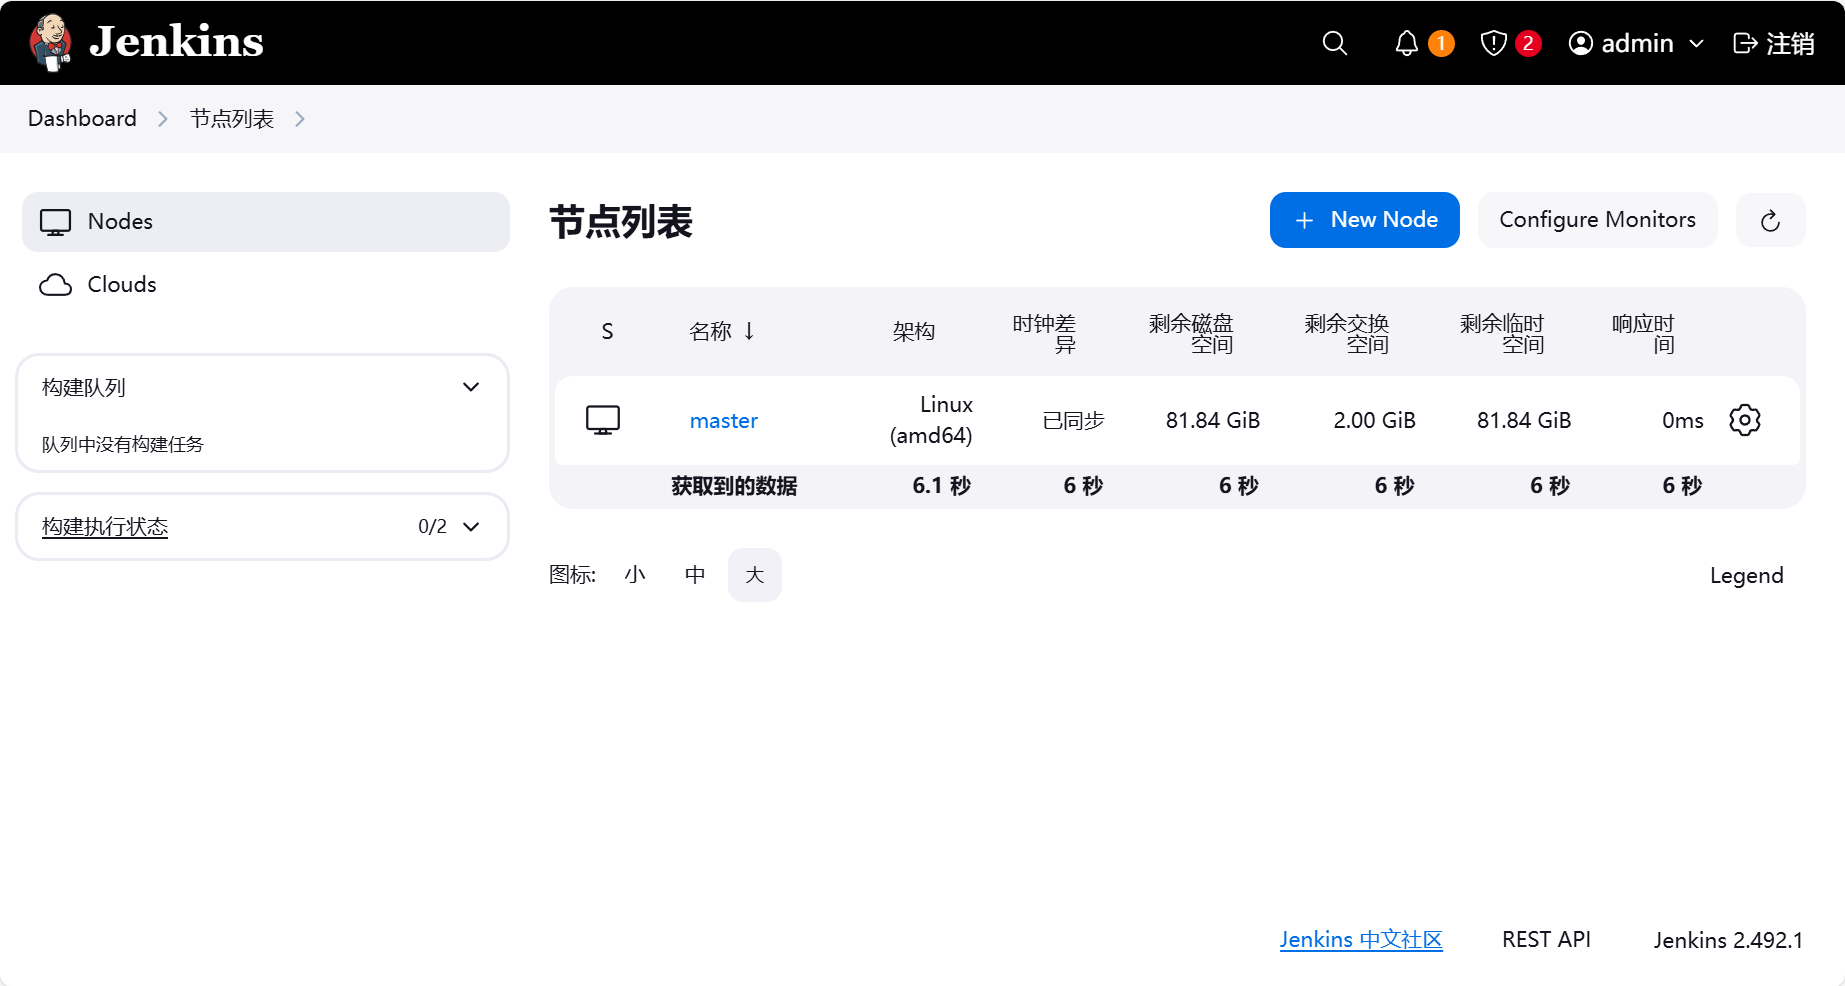 Jenkins
1
2
admin
注销
Dashboard
节点列表
Nodes
Clouds
构建队列
队列中没有构建任务
构建执行状态
0/2
节点列表
New Node
Configure Monitors
S
名称 ↓
架构
时钟差
异
剩余磁盘
空间
剩余交换
空间
剩余临时
空间
响应时
间
master
Linux
(amd64)
已同步
81.84 GiB
2.00 GiB
81.84 GiB
0ms
获取到的数据
6.1 秒
6 秒
6 秒
6 秒
6 秒
6 秒
图标:
小
中
大
Legend
Jenkins 中文社区
REST API
Jenkins 2.492.1